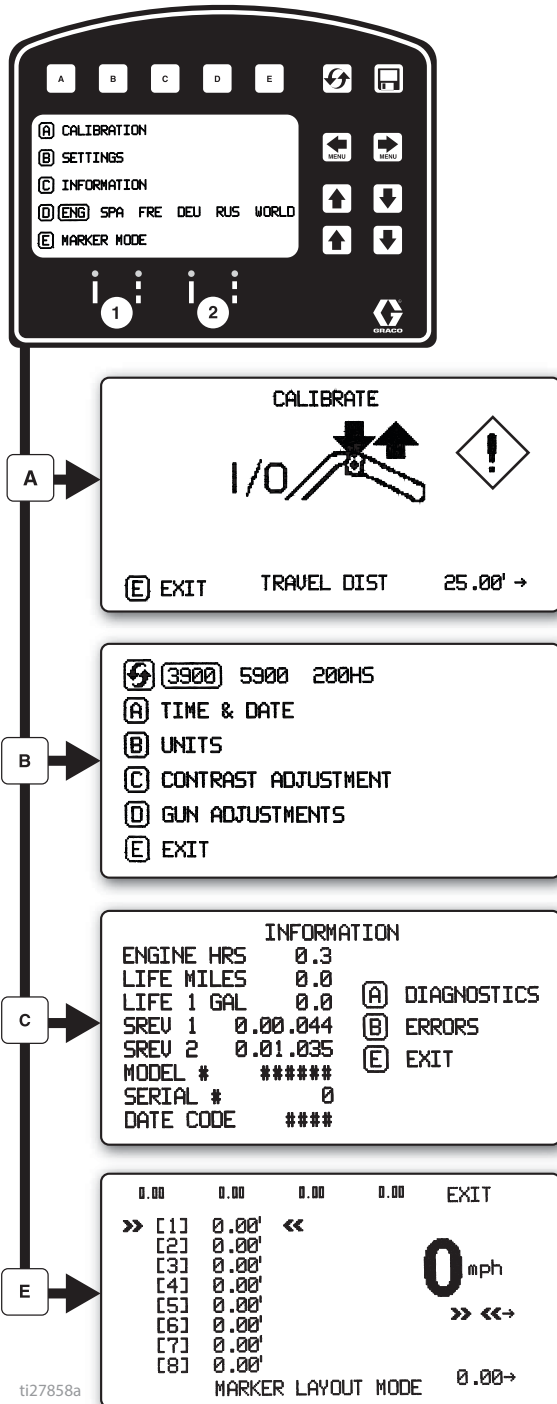 A B C D E
A CALIBRATION
B SETTINGS
C INFORMATION
D ENG SPA FRE DEU RUS WORLD
E MARKER MODE
MENU MENU
1 2
GRACO
A
CALIBRATE
I/O
!
E EXIT TRAVEL DIST 25.00' →
B
3900 5900 200HS
A TIME & DATE
B UNITS
C CONTRAST ADJUSTMENT
D GUN ADJUSTMENTS
E EXIT
C
INFORMATION
ENGINE HRS 0.3
LIFE MILES 0.0
LIFE 1 GAL 0.0
SREV 1 0.00.044
SREV 2 0.01.035
MODEL # ######
SERIAL # 0
DATE CODE ####
A DIAGNOSTICS
B ERRORS
E EXIT
E
0.00 0.00 0.00 0.00 EXIT
>> [1] 0.00' <<
[2] 0.00'
[3] 0.00'
[4] 0.00'
[5] 0.00'
[6] 0.00'
[7] 0.00'
[8] 0.00'
0 mph
>> <<→
MARKER LAYOUT MODE 0.00→
ti27858a